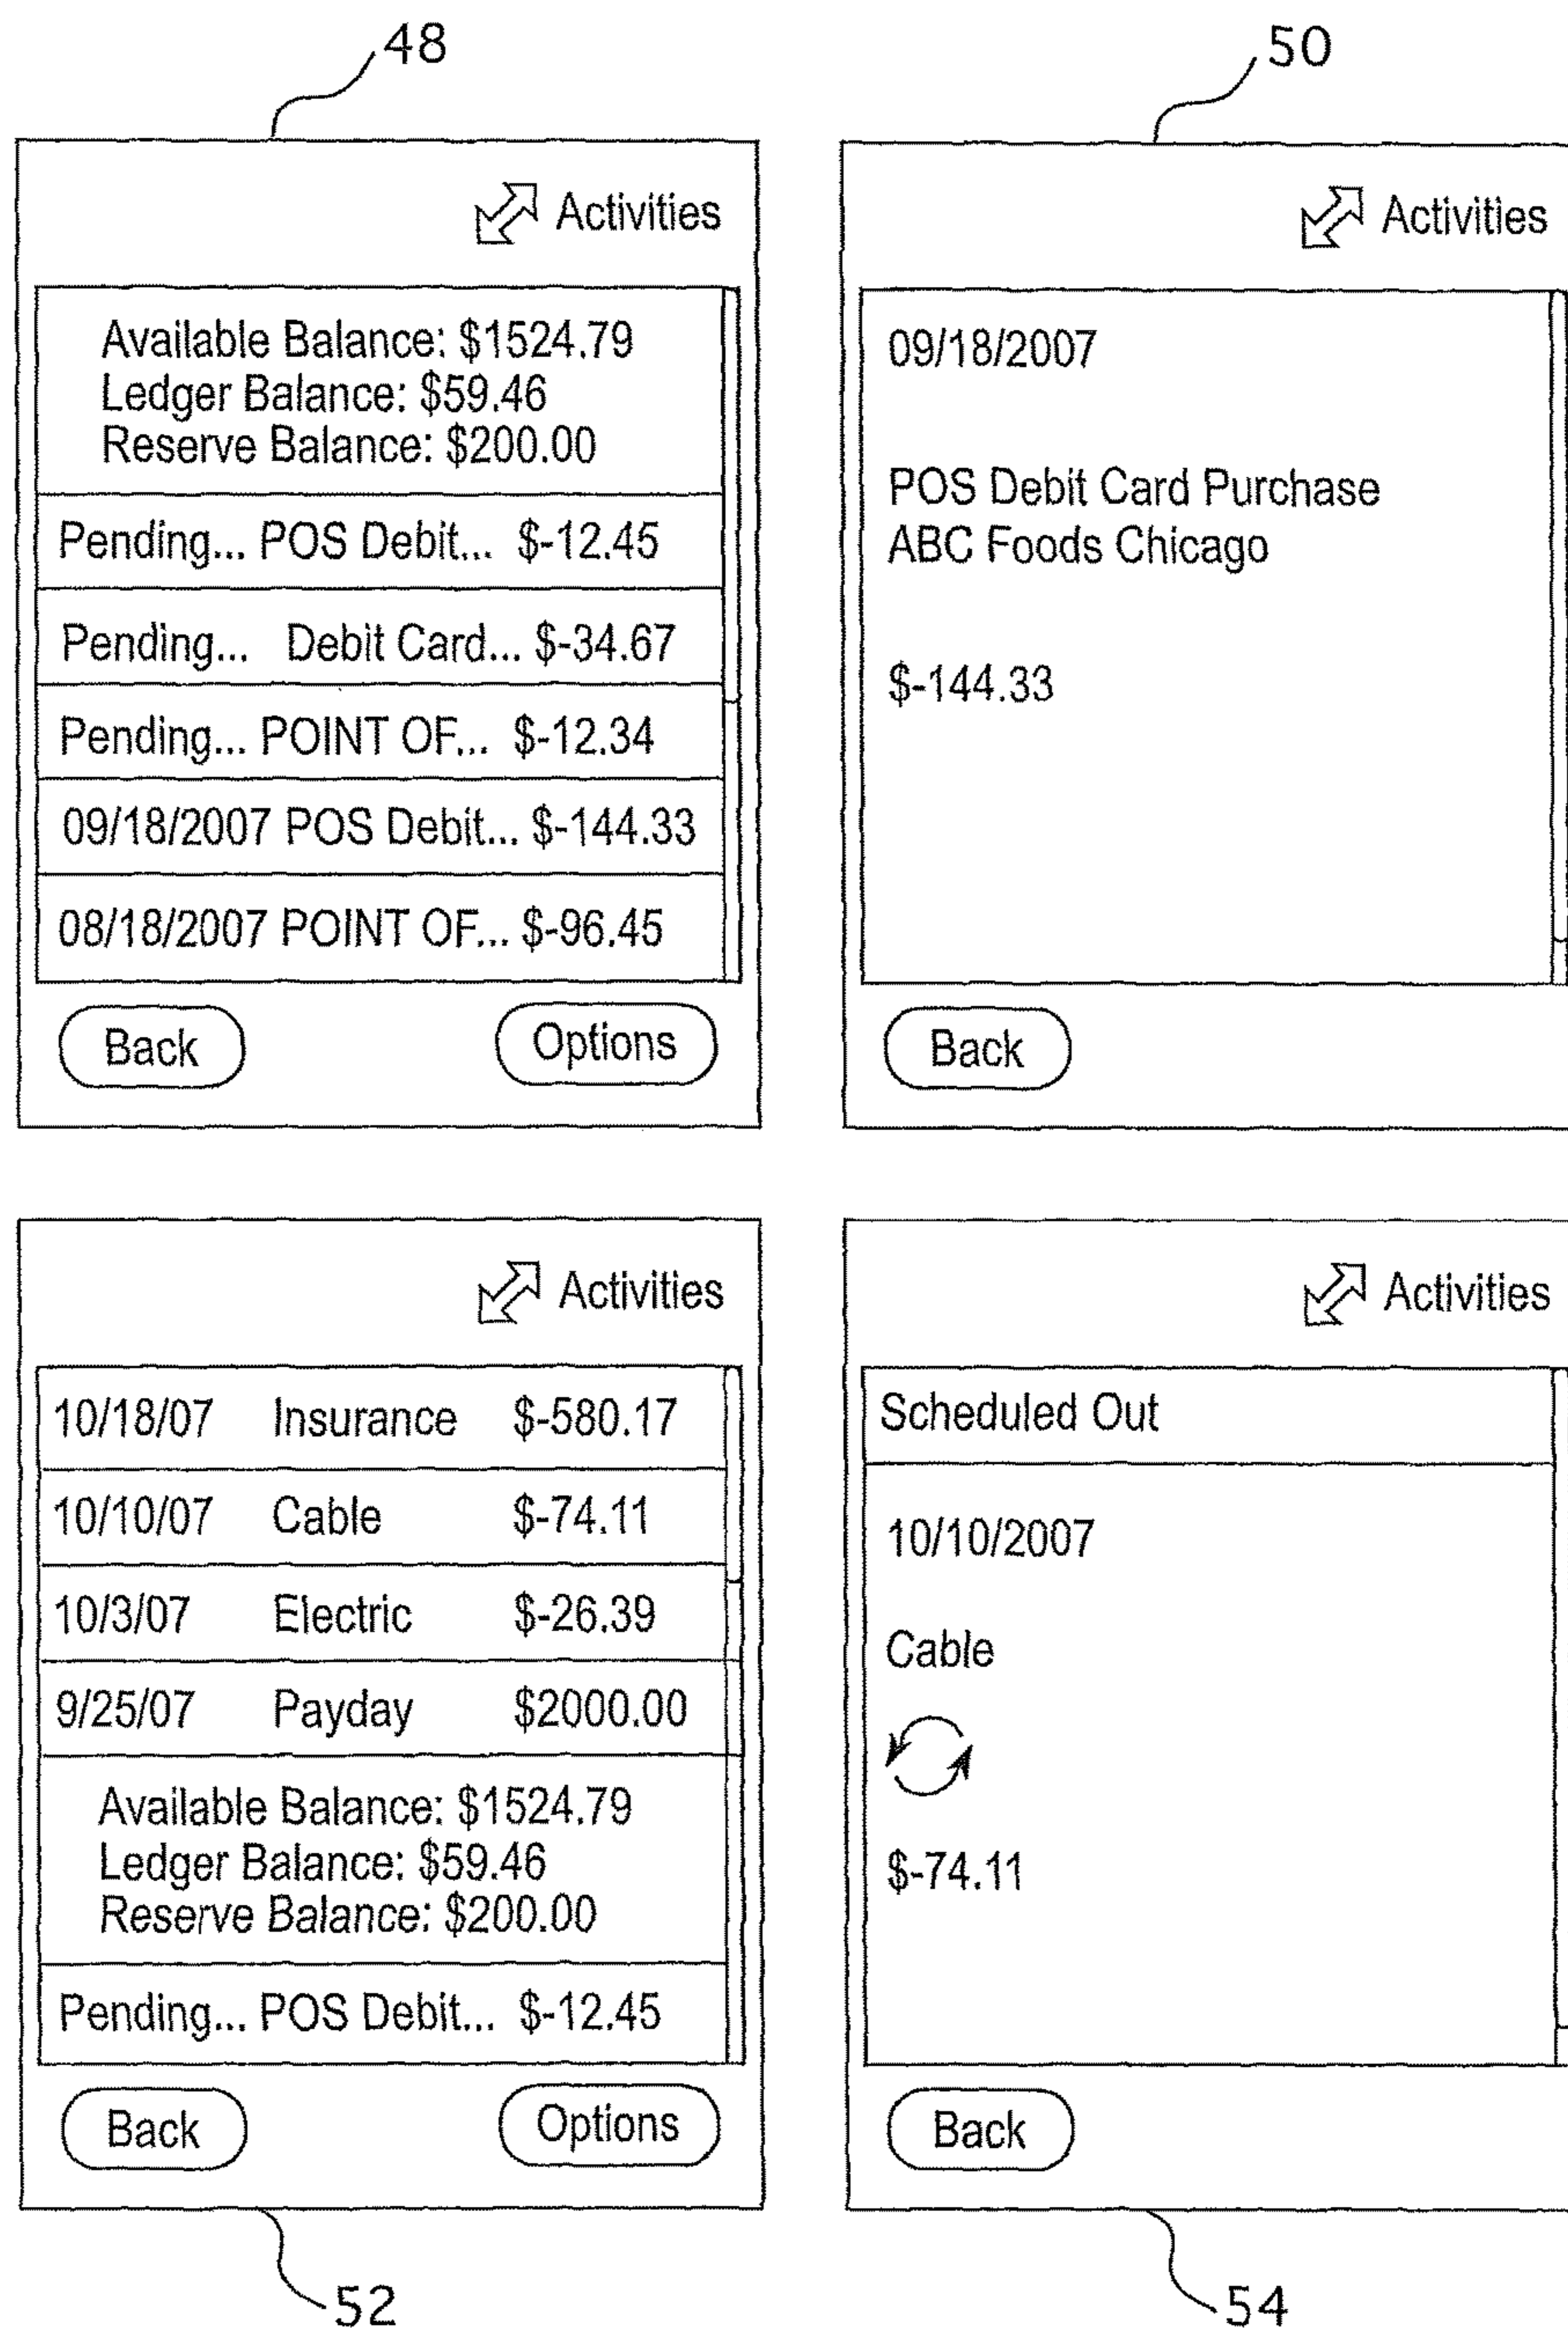 48
Activities
Available Balance: $1524.79
Ledger Balance: $59.46
Reserve Balance: $200.00
Pending... POS Debit... $-12.45
Pending... Debit Card... $-34.67
Pending... POINT OF... $-12.34
09/18/2007 POS Debit... $-144.33
08/18/2007 POINT OF... $-96.45
Back Options
50
Activities
09/18/2007
POS Debit Card Purchase
ABC Foods Chicago
$-144.33
Back
Activities
10/18/07 Insurance $-580.17
10/10/07 Cable $-74.11
10/3/07 Electric $-26.39
9/25/07 Payday $2000.00
Available Balance: $1524.79
Ledger Balance: $59.46
Reserve Balance: $200.00
Pending... POS Debit... $-12.45
Back Options
52
Activities
Scheduled Out
10/10/2007
Cable
$-74.11
Back
54